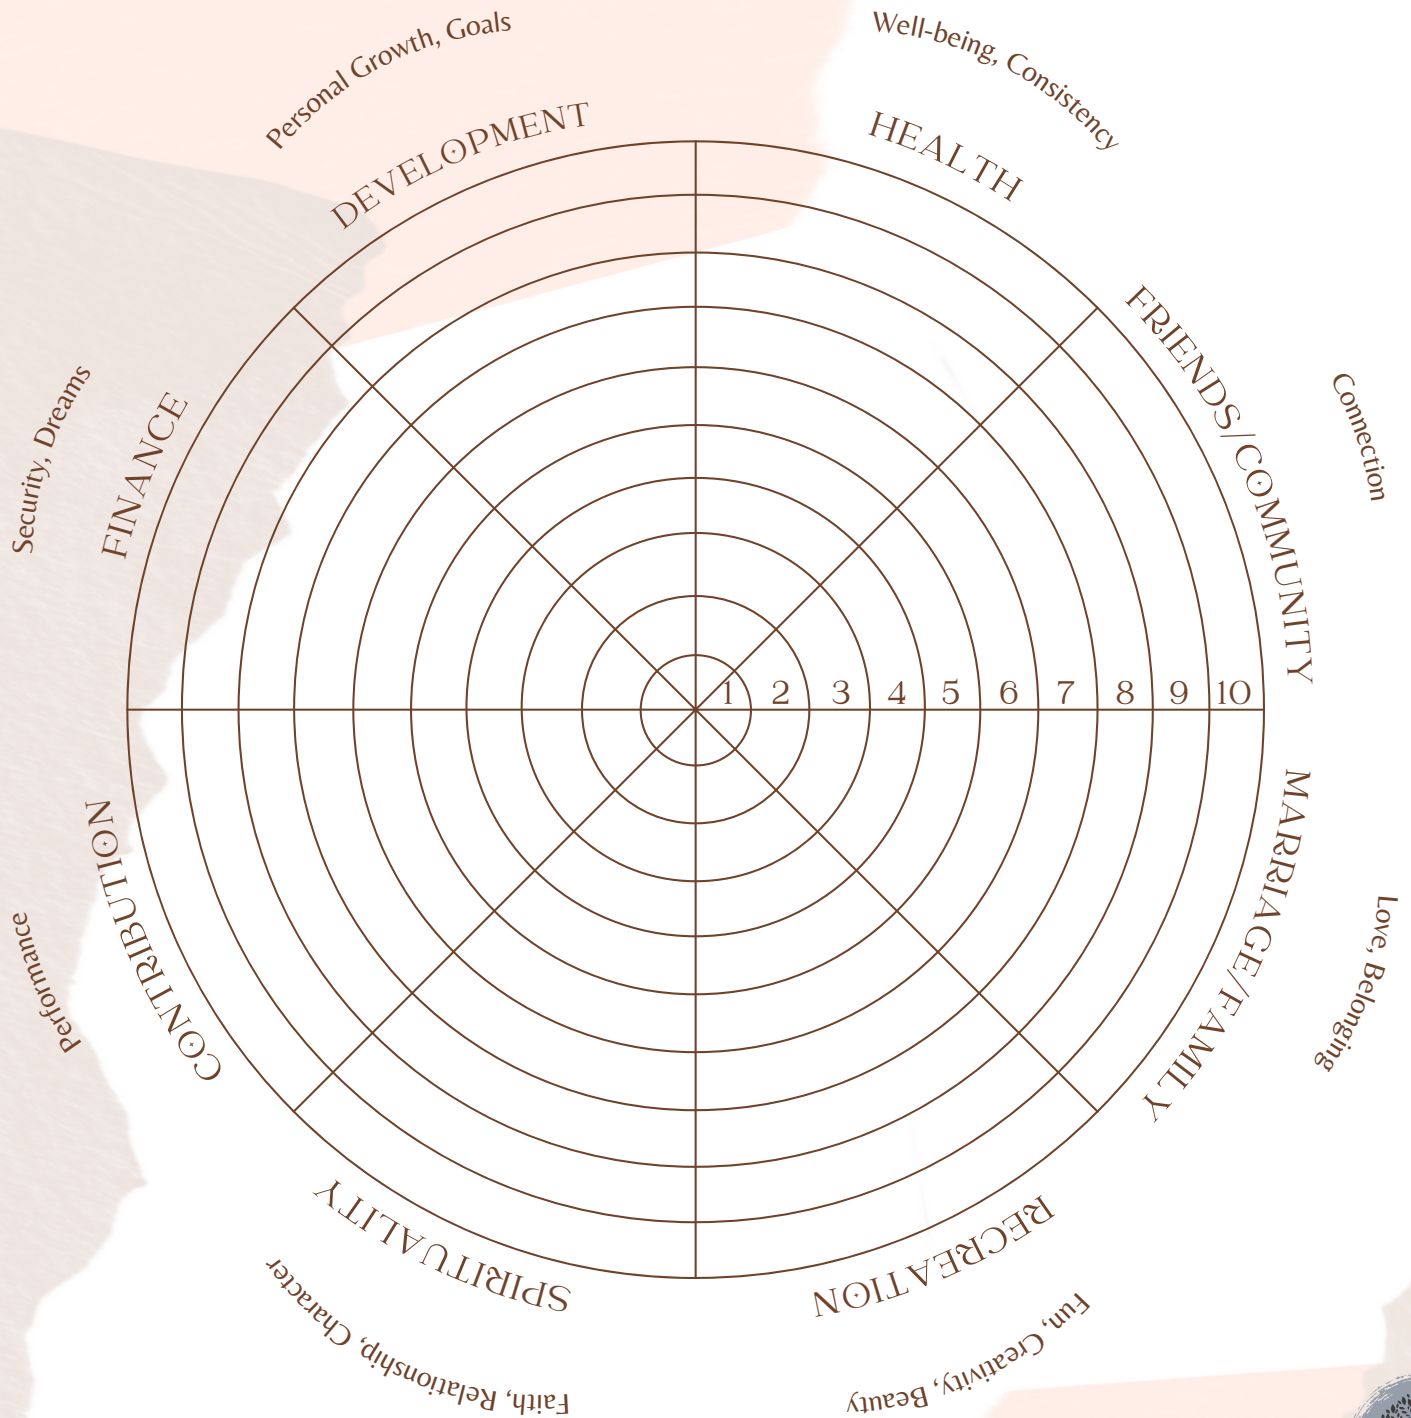 Personal Growth, Goals
DEVELOPMENT
Well-being, Consistency
HEALTH
FRIENDS/COMMUNITY
Connection
MARRIAGE/FAMILY
Love, Belonging
RECREATION
Fun, Creativity, Beauty
SPIRITUALITY
Faith, Relationship, Character
CONTRIBUTION
Performance
FINANCE
Security, Dreams
1 2 3 4 5 6 7 8 9 10